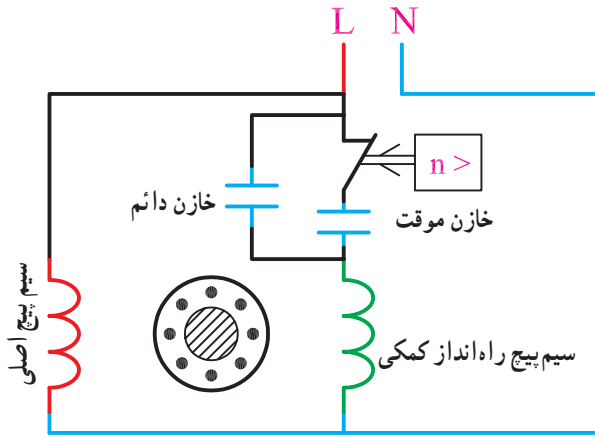 L N
n >
خازن دائم
خازن موقت
سیم پیچ اصلی
سیم‌پیچ راه‌انداز کمکی